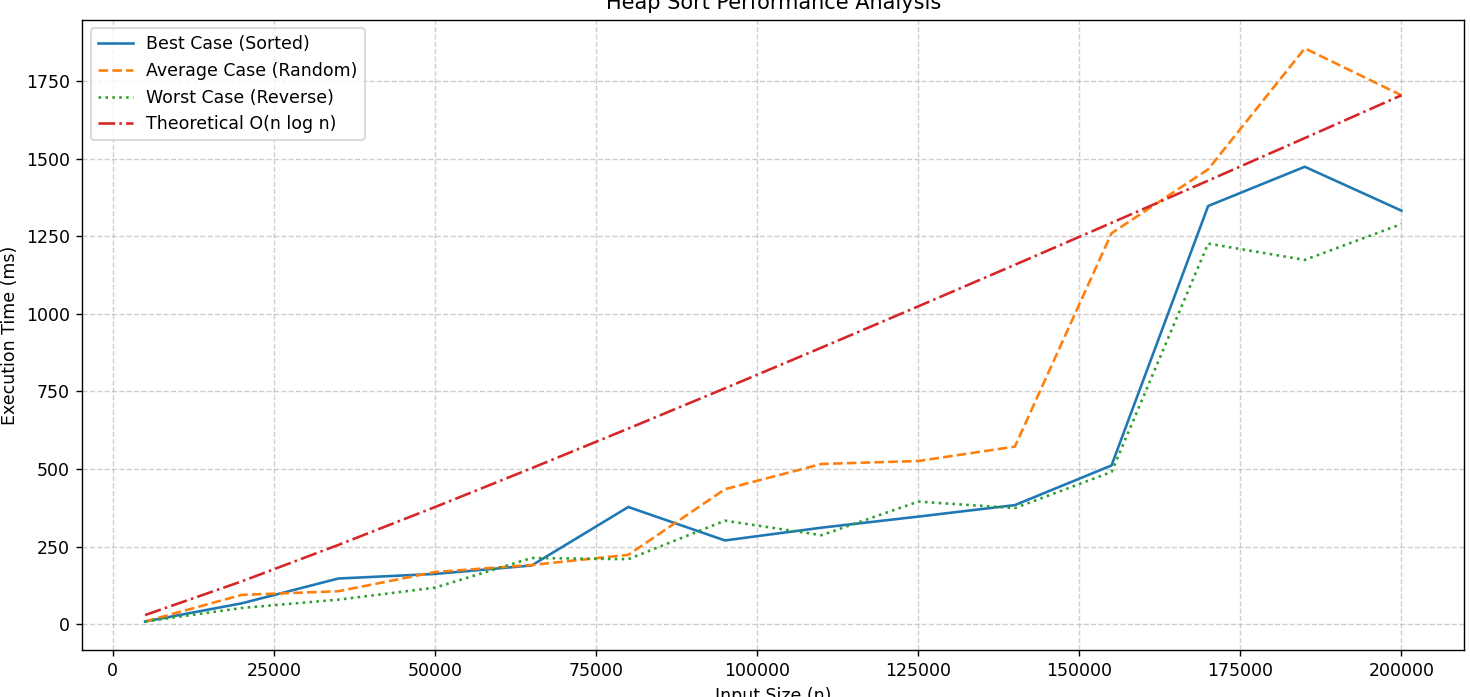 Heap Sort Performance Analysis
Best Case (Sorted)
Average Case (Random)
Worst Case (Reverse)
Theoretical O(n log n)
Execution Time (ms)
1750
1500
1250
1000
750
500
250
0
0 25000 50000 75000 100000 125000 150000 175000 200000
Input Size (n)